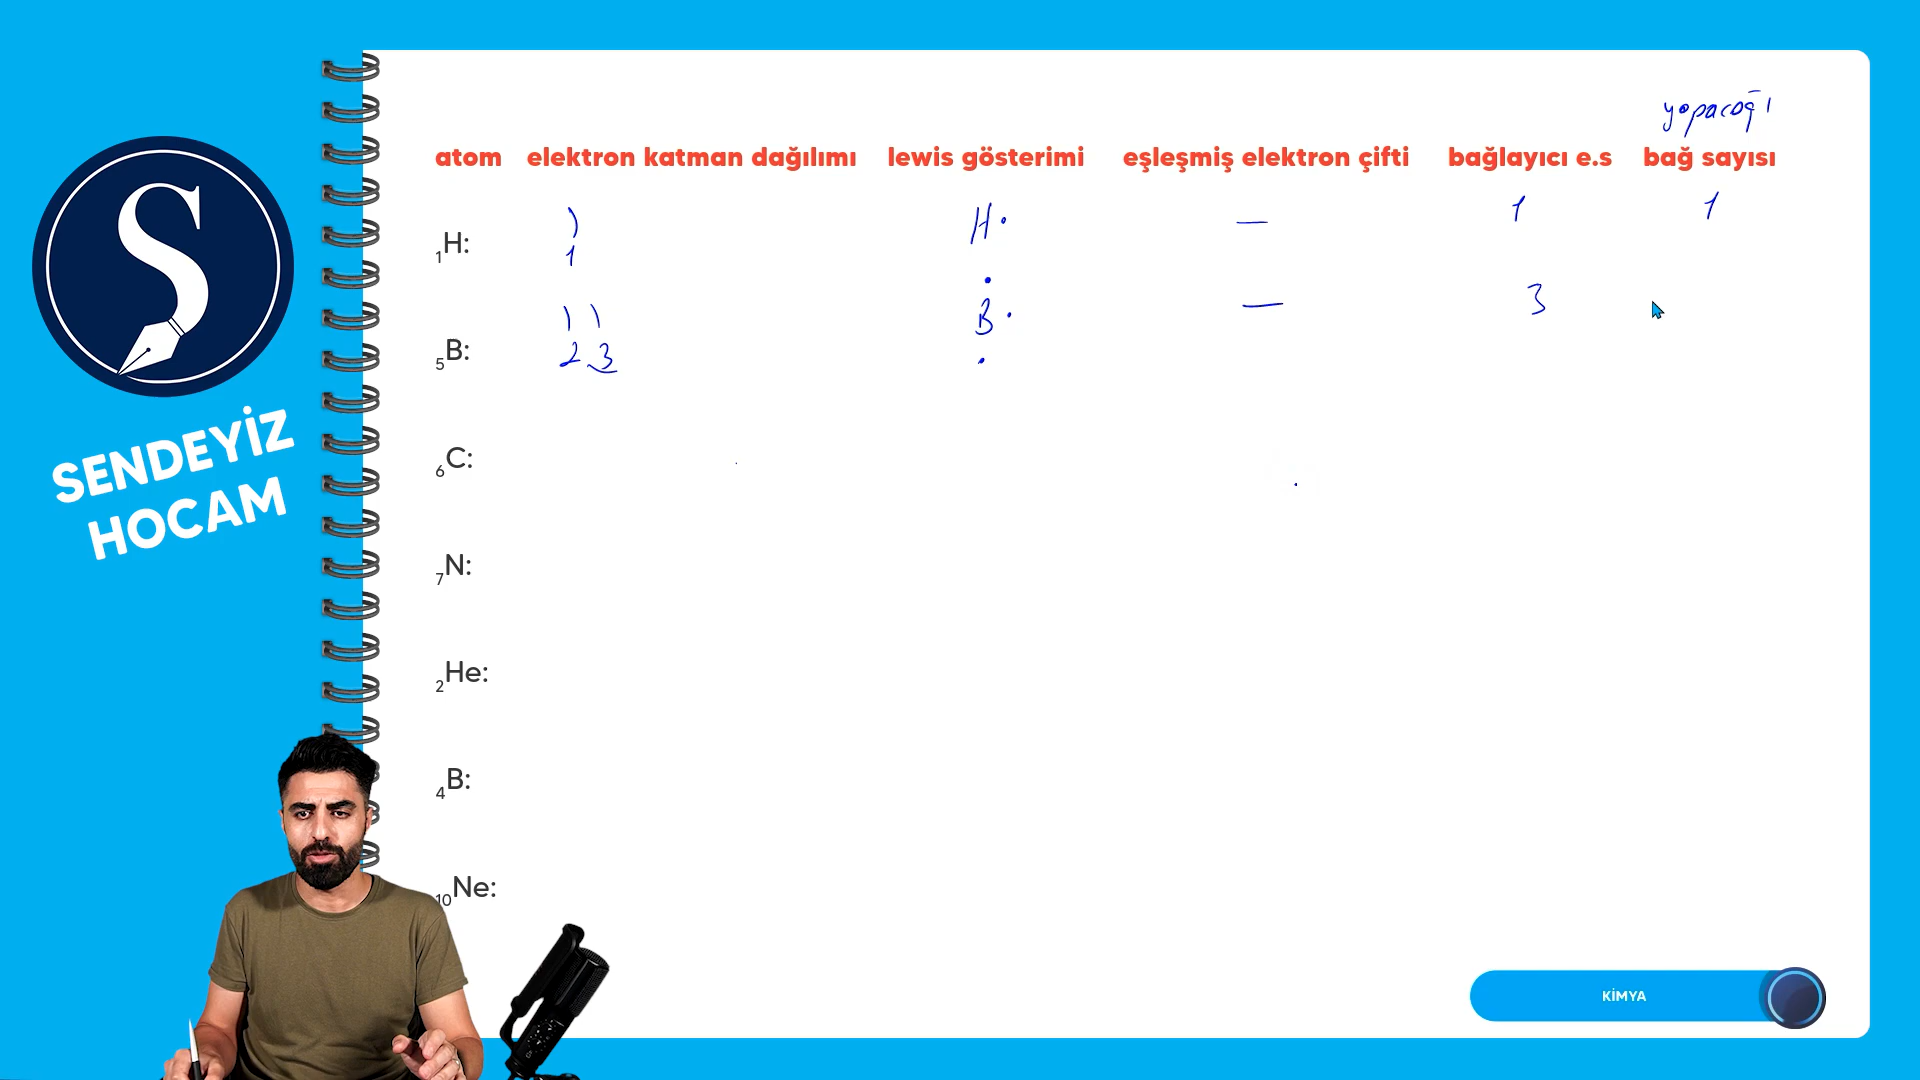 yapacağı
atom elektron katman dağılımı lewis gösterimi eşleşmiş elektron çifti bağlayıcı e.s bağ sayısı
1H: ) 1 H· — 1 1
5B: ) ) 2 3 B — 3
6C:
7N:
2He:
4B:
10Ne:
S
SENDEYİZ
HOCAM
KİMYA